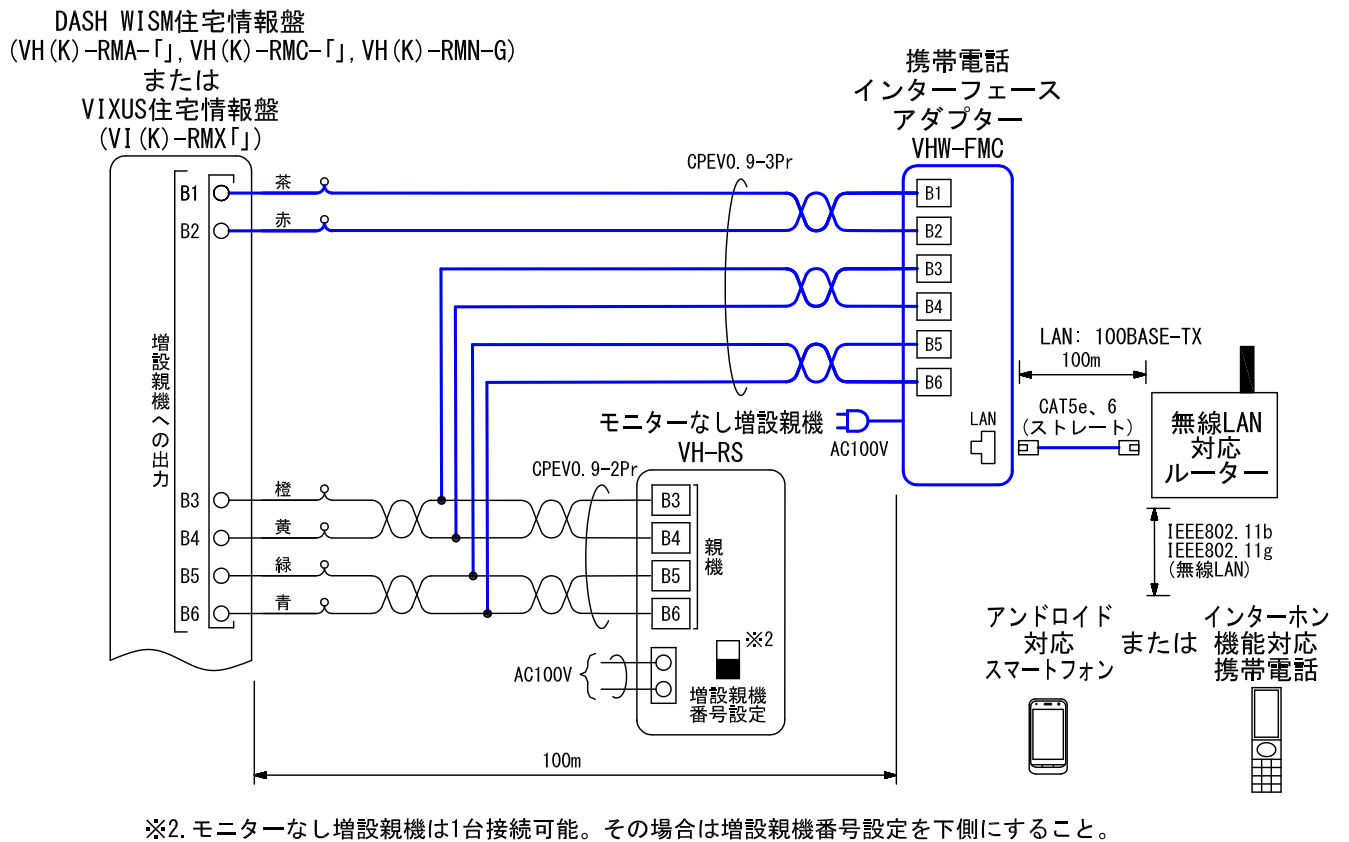 DASH WISM住宅情報盤
(VH(K)-RMA-「」,VH(K)-RMC-「」,VH(K)-RMN-G)
または
VIXUS住宅情報盤
(VI(K)-RMX「」)
携帯電話
インターフェース
アダプター
VHW-FMC
CPEV0.9-3Pr
B1
茶
B1
B2
赤
B2
B3
B4
B5
B6
増設親機への出力
LAN: 100BASE-TX
100m
CAT5e、6
(ストレート)
LAN
無線LAN
対応
ルーター
モニターなし増設親機
VH-RS
AC100V
CPEV0.9-2Pr
B3
橙
B3
B4
黄
B4
B5
緑
B5
B6
青
B6
親機
IEEE802.11b
IEEE802.11g
(無線LAN)
※2
AC100V
増設親機
番号設定
アンドロイド
対応
スマートフォン
または
インターホン
機能対応
携帯電話
100m
※2.モニターなし増設親機は1台接続可能。その場合は増設親機番号設定を下側にすること。